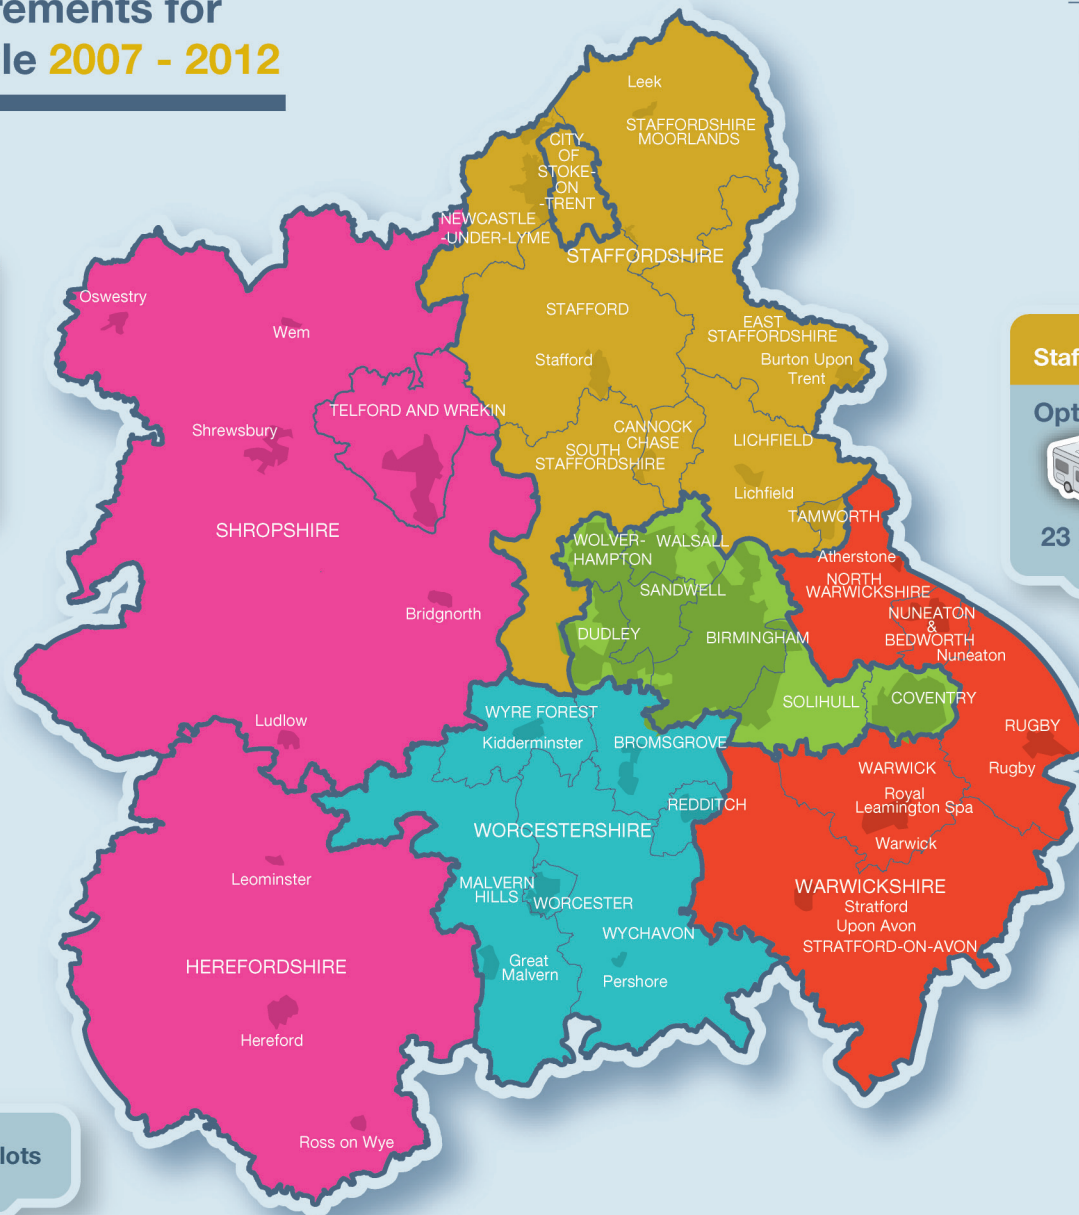 rements for
le 2007 - 2012
Leek
STAFFORDSHIRE
MOORLANDS
CITY
OF
STOKE-
ON
-TRENT
NEWCASTLE
-UNDER-LYME
STAFFORDSHIRE
Oswestry
Wem
STAFFORD
EAST
STAFFORDSHIRE
Stafford
Burton Upon
Trent
Staf
Opt
TELFORD AND WREKIN
Shrewsbury
CANNOCK
CHASE
SOUTH
STAFFORDSHIRE
LICHFIELD
Lichfield
TAMWORTH
23
SHROPSHIRE
WOLVER-
HAMPTON
WALSALL
Atherstone
NORTH
WARWICKSHIRE
SANDWELL
Bridgnorth
NUNEATON
&
BEDWORTH
Nuneaton
DUDLEY
BIRMINGHAM
SOLIHULL
COVENTRY
Ludlow
WYRE FOREST
Kidderminster
BROMSGROVE
RUGBY
Rugby
WARWICK
Royal
Leamington Spa
Warwick
REDDITCH
WORCESTERSHIRE
Leominster
MALVERN
HILLS
WORCESTER
WARWICKSHIRE
Stratford
Upon Avon
STRATFORD-ON-AVON
WYCHAVON
HEREFORDSHIRE
Great
Malvern
Pershore
Hereford
Ross on Wye
lots